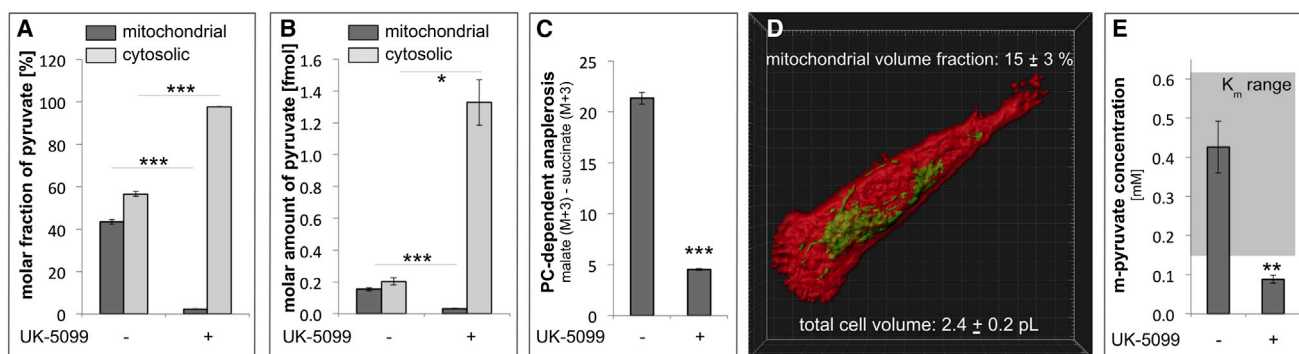 A
mitochondrial
cytosolic
molar fraction of pyruvate [%]
120
100
80
60
40
20
0
***
***
UK-5099 - +
B
mitochondrial
cytosolic
molar amount of pyruvate [fmol]
1.6
1.4
1.2
1.0
0.8
0.6
0.4
0.2
0.0
*
***
UK-5099 - +
C
PC-dependent anaplerosis
malate (M+3) - succinate (M+3)
25
20
15
10
5
0
***
UK-5099 - +
D
mitochondrial volume fraction: 15 ± 3 %
total cell volume: 2.4 ± 0.2 pL
E
m-pyruvate concentration
[mM]
0.6
0.5
0.4
0.3
0.2
0.1
0.0
Km range
**
UK-5099 - +